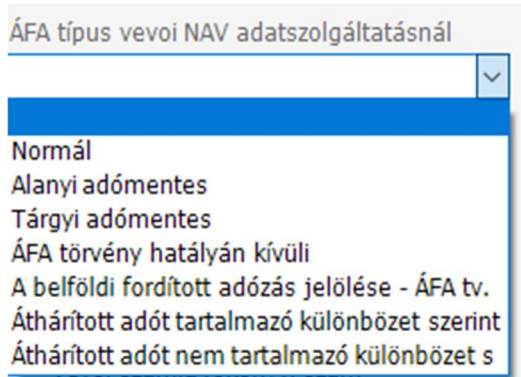 ÁFA típus vevoi NAV adatszolgáltatásnál
Normál
Alanyi adómentes
Tárgyi adómentes
ÁFA törvény hatályán kívüli
A belföldi fordított adózás jelölése - ÁFA tv.
Áthárított adót tartalmazó különbözet szerint
Áthárított adót nem tartalmazó különbözet s